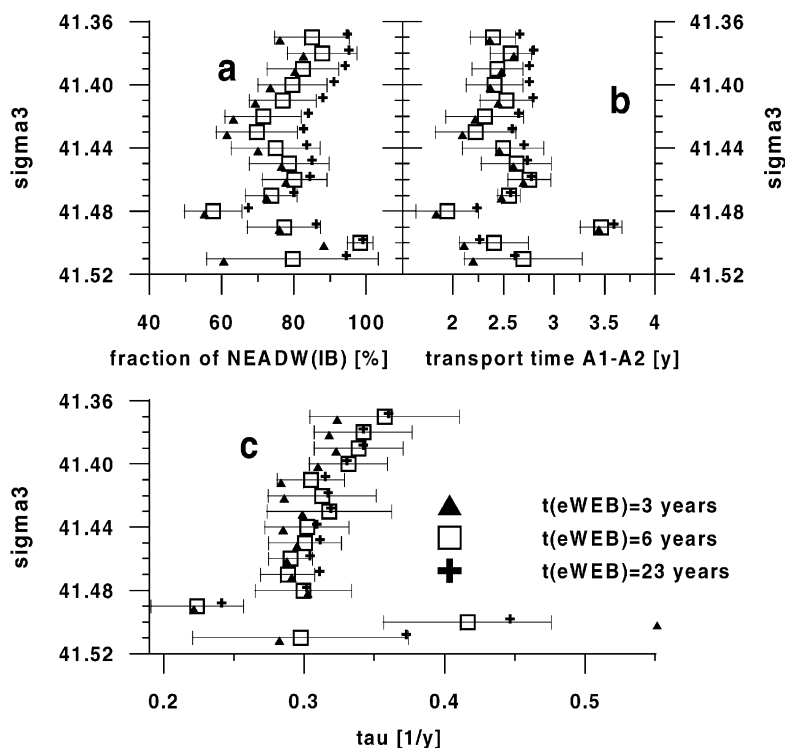 41.36
41.40
41.44
41.48
41.52
sigma3
a
40 60 80 100
fraction of NEADW(IB) [%]
b
2 2.5 3 3.5 4
transport time A1-A2 [y]
41.36
41.40
41.44
41.48
41.52
sigma3
41.36
41.40
41.44
41.48
41.52
sigma3
c
t(eWEB)=3 years
t(eWEB)=6 years
t(eWEB)=23 years
0.2 0.3 0.4 0.5
tau [1/y]